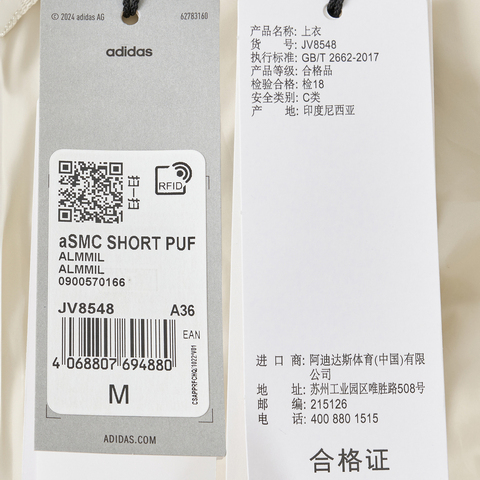 © 2024 adidas AG 62783160
adidas
RFID
aSMC SHORT PUF
ALMMIL
ALMMIL
0900570166
JV8548 A36
EAN
4 068807 694880
M
ADIDAS.COM
产品名称: 上衣
货 号: JV8548
执行标准: GB/T 2662-2017
产品等级: 合格品
检验合格: 检18
安全类别: C类
产 地: 印度尼西亚
进 口 商: 阿迪达斯体育(中国)有限
公司
地 址: 苏州工业园区唯胜路508号
邮 编: 215126
电 话: 400 880 1515
合格证